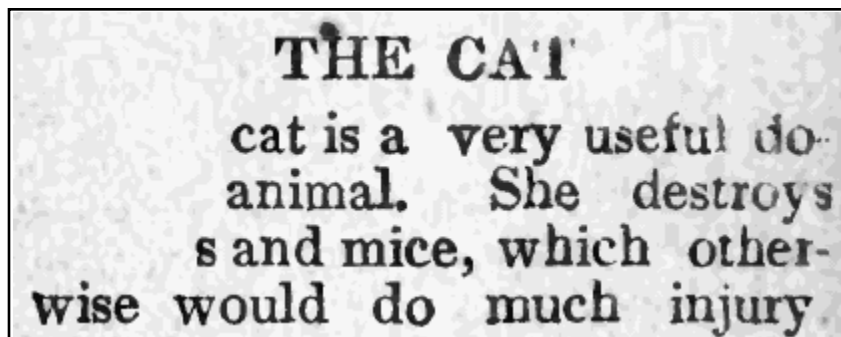 THE CAT
cat is a very useful do-
animal. She destroys
s and mice, which other-
wise would do much injury